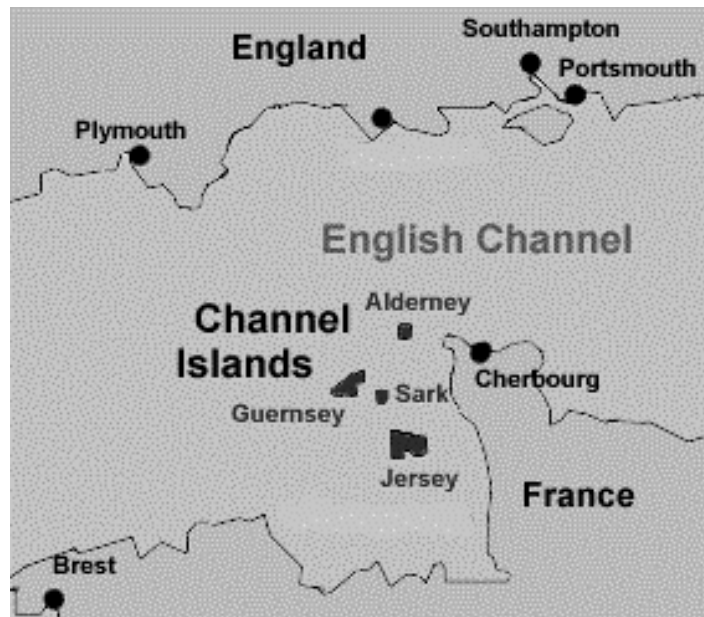 Southampton
England
Portsmouth
Plymouth
English Channel
Alderney
Channel
Islands
Cherbourg
Sark
Guernsey
Jersey
France
Brest